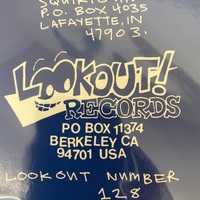 P.O. BOX 4035
LAFAYETTE, IN
47903.
LOOKOUT!
RECORDS
PO BOX 11374
BERKELEY CA
94701 USA
LOOKOUT NUMBER
128